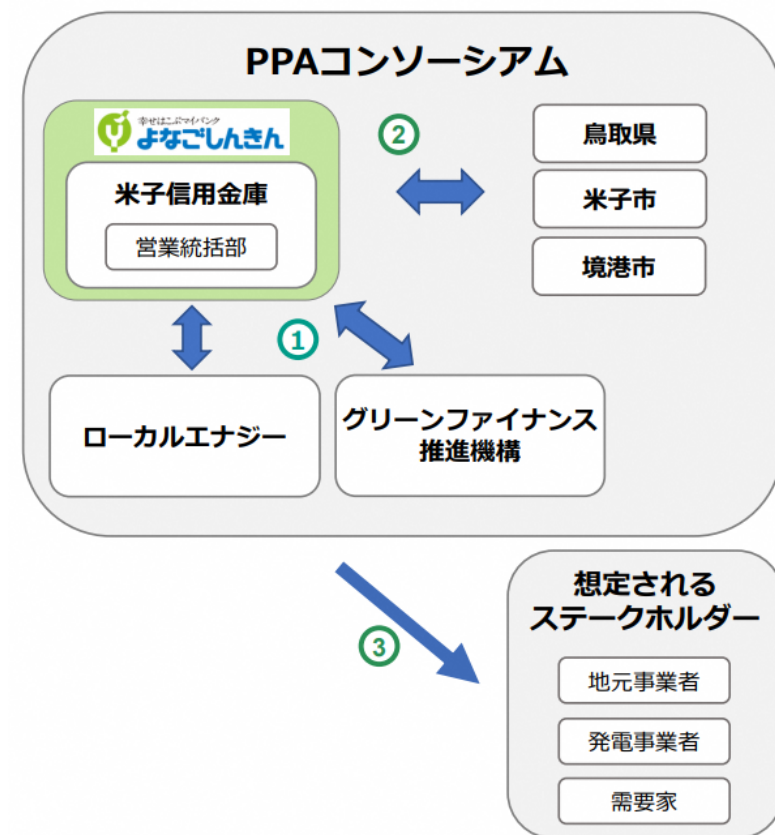 PPAコンソーシアム
幸せはこぶマイバンク
よなごしんきん
米子信用金庫
営業統括部
②
鳥取県
米子市
境港市
①
ローカルエナジー
グリーンファイナンス
推進機構
③
想定される
ステークホルダー
地元事業者
発電事業者
需要家